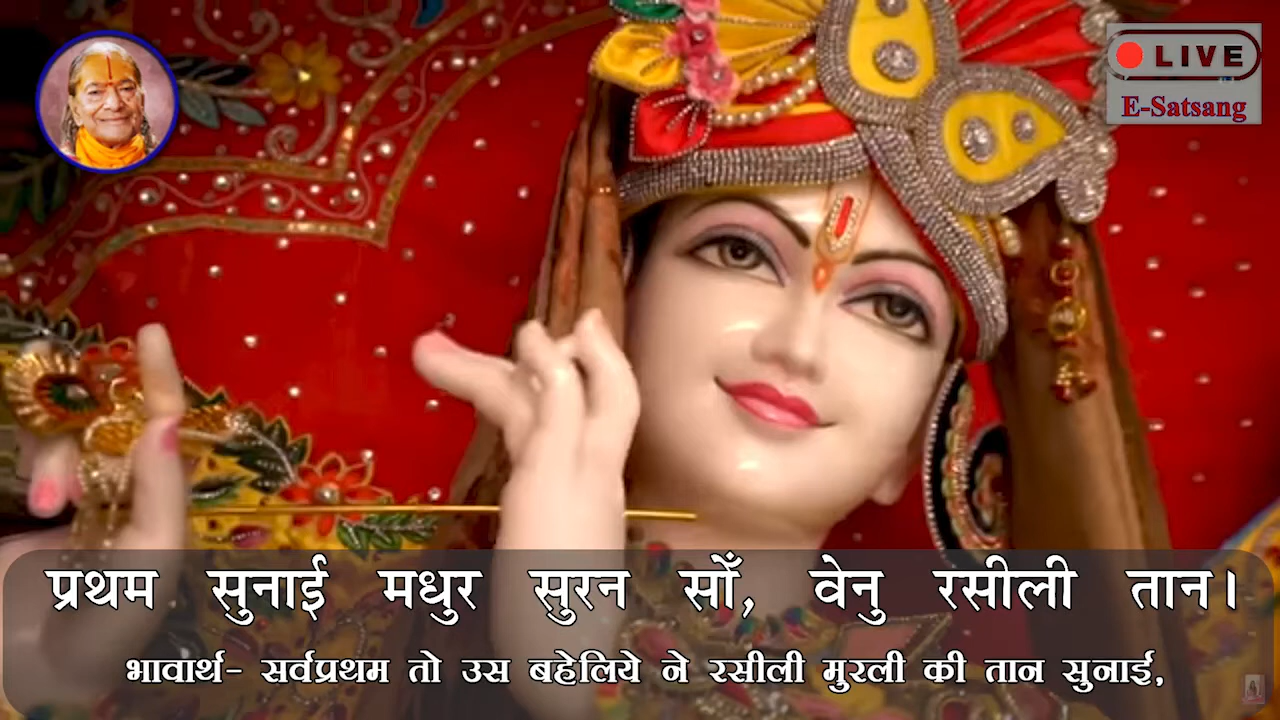 LIVE
E-Satsang
प्रथम सुनाई मधुर सुरन सोँ, वेनु रसीली तान।
भावार्थ- सर्वप्रथम तो उस बहेलिये ने रसीली मुरली की तान सुनाई,